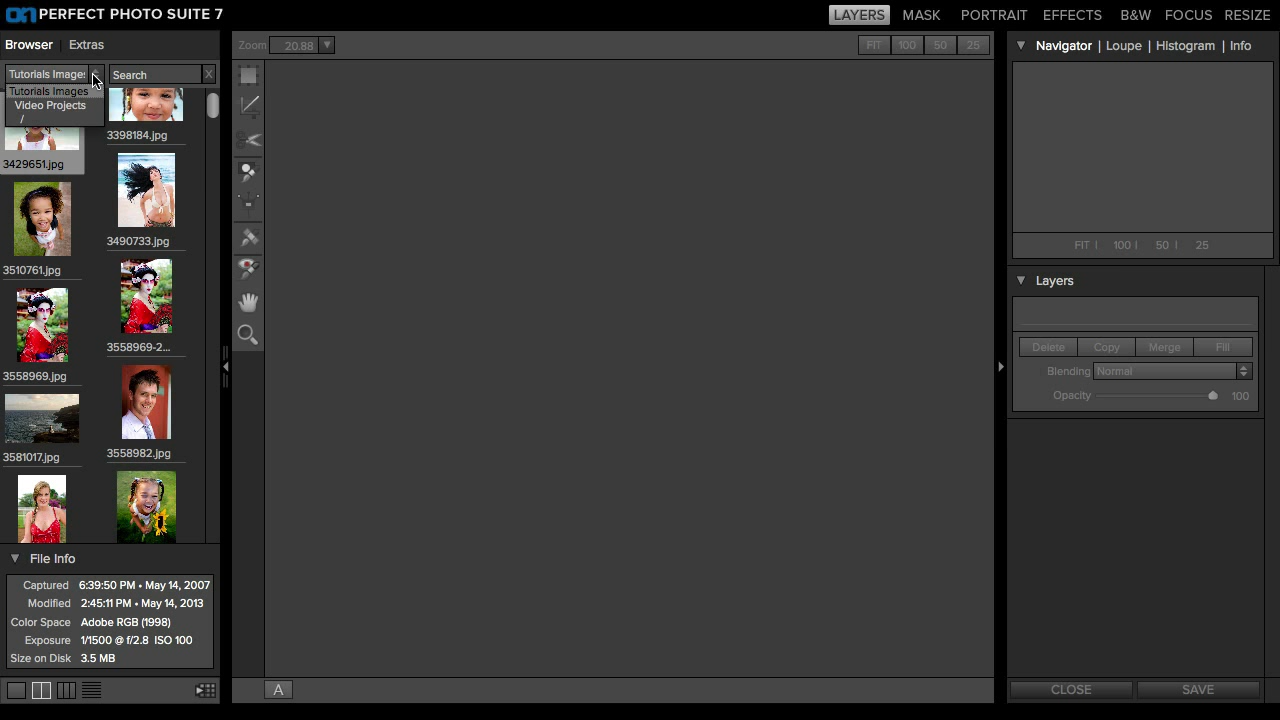 on PERFECT PHOTO SUITE 7
LAYERS MASK PORTRAIT EFFECTS B&W FOCUS RESIZE
Browser | Extras
Tutorials Images
Search X
Tutorials Images
Video Projects
/
3398184.jpg
3429651.jpg
3490733.jpg
3510761.jpg
3558969-2...
3558969.jpg
3558982.jpg
3581017.jpg
File Info
Captured 6:39:50 PM • May 14, 2007
Modified 2:45:11 PM • May 14, 2013
Color Space Adobe RGB (1998)
Exposure 1/1500 @ f/2.8 ISO 100
Size on Disk 3.5 MB
Zoom 20.88
FIT 100 50 25
A
Navigator | Loupe | Histogram | Info
FIT | 100 | 50 | 25
Layers
Delete Copy Merge Fill
Blending Normal
Opacity 100
CLOSE SAVE